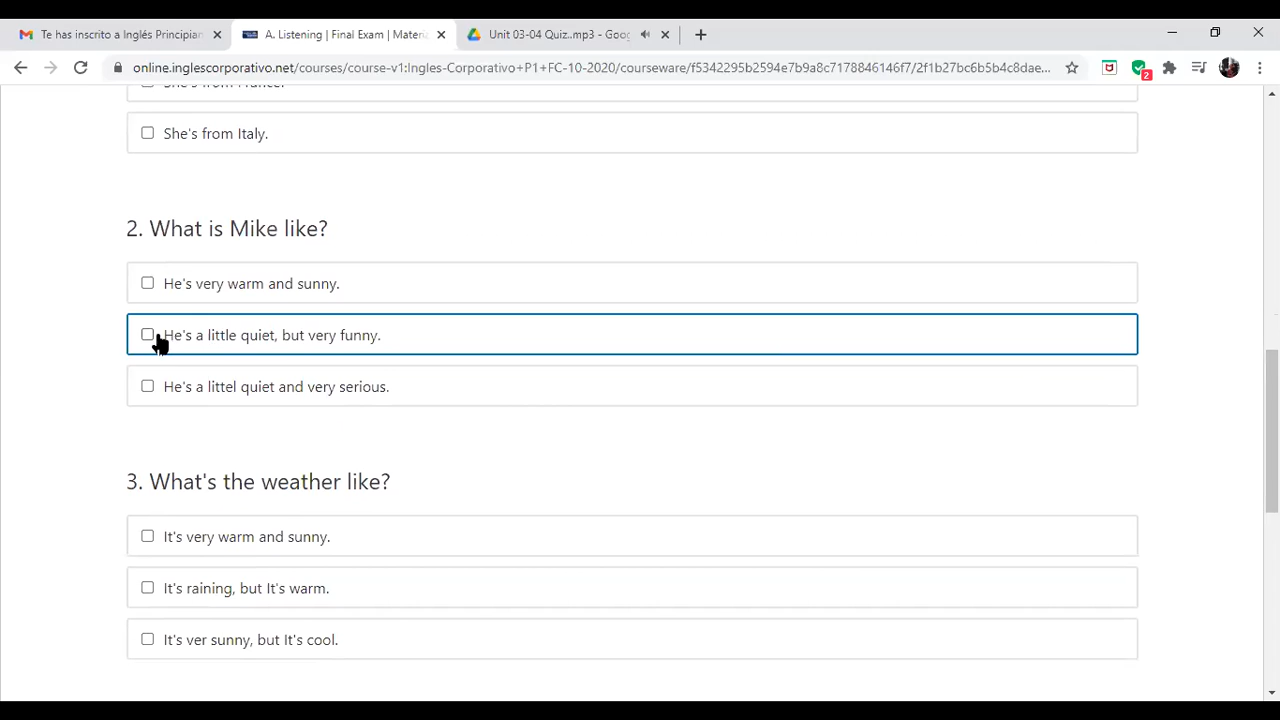 Te has inscrito a Inglés Principian
A. Listening | Final Exam | Materi
Unit 03-04 Quiz..mp3 - Goo
online.inglescorporativo.net/courses/course-v1:Ingles-Corporativo+P1+FC-10-2020/courseware/f5342295b2594e7b9a8c7178846146f7/2f1b27bc6b5b4c8dae...
2
She's from France.
She's from Italy.
2. What is Mike like?
He's very warm and sunny.
He's a little quiet, but very funny.
He's a littel quiet and very serious.
3. What's the weather like?
It's very warm and sunny.
It's raining, but It's warm.
It's ver sunny, but It's cool.